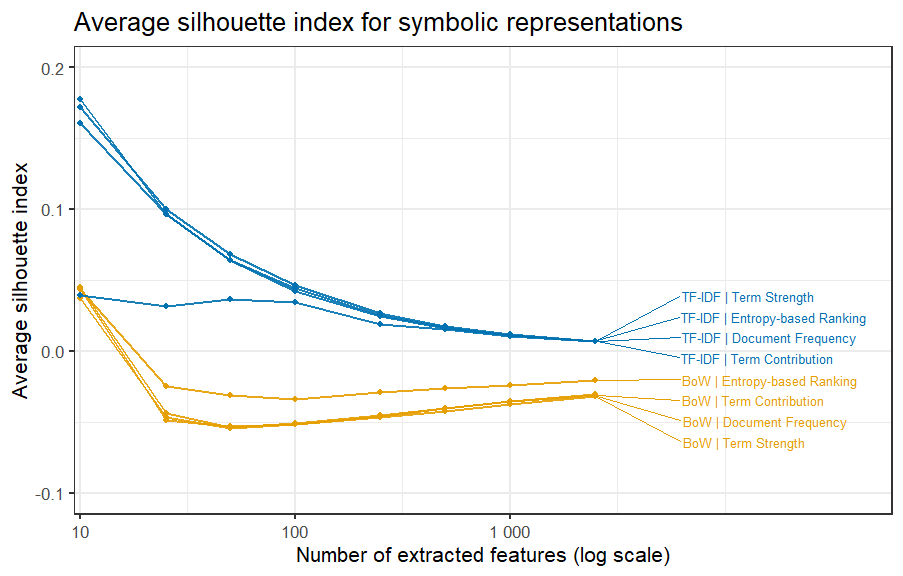 Average silhouette index for symbolic representations
Average silhouette index
0.2
0.1
0.0
-0.1
TF-IDF | Term Strength
TF-IDF | Entropy-based Ranking
TF-IDF | Document Frequency
TF-IDF | Term Contribution
BoW | Entropy-based Ranking
BoW | Term Contribution
BoW | Document Frequency
BoW | Term Strength
10
100
1 000
Number of extracted features (log scale)